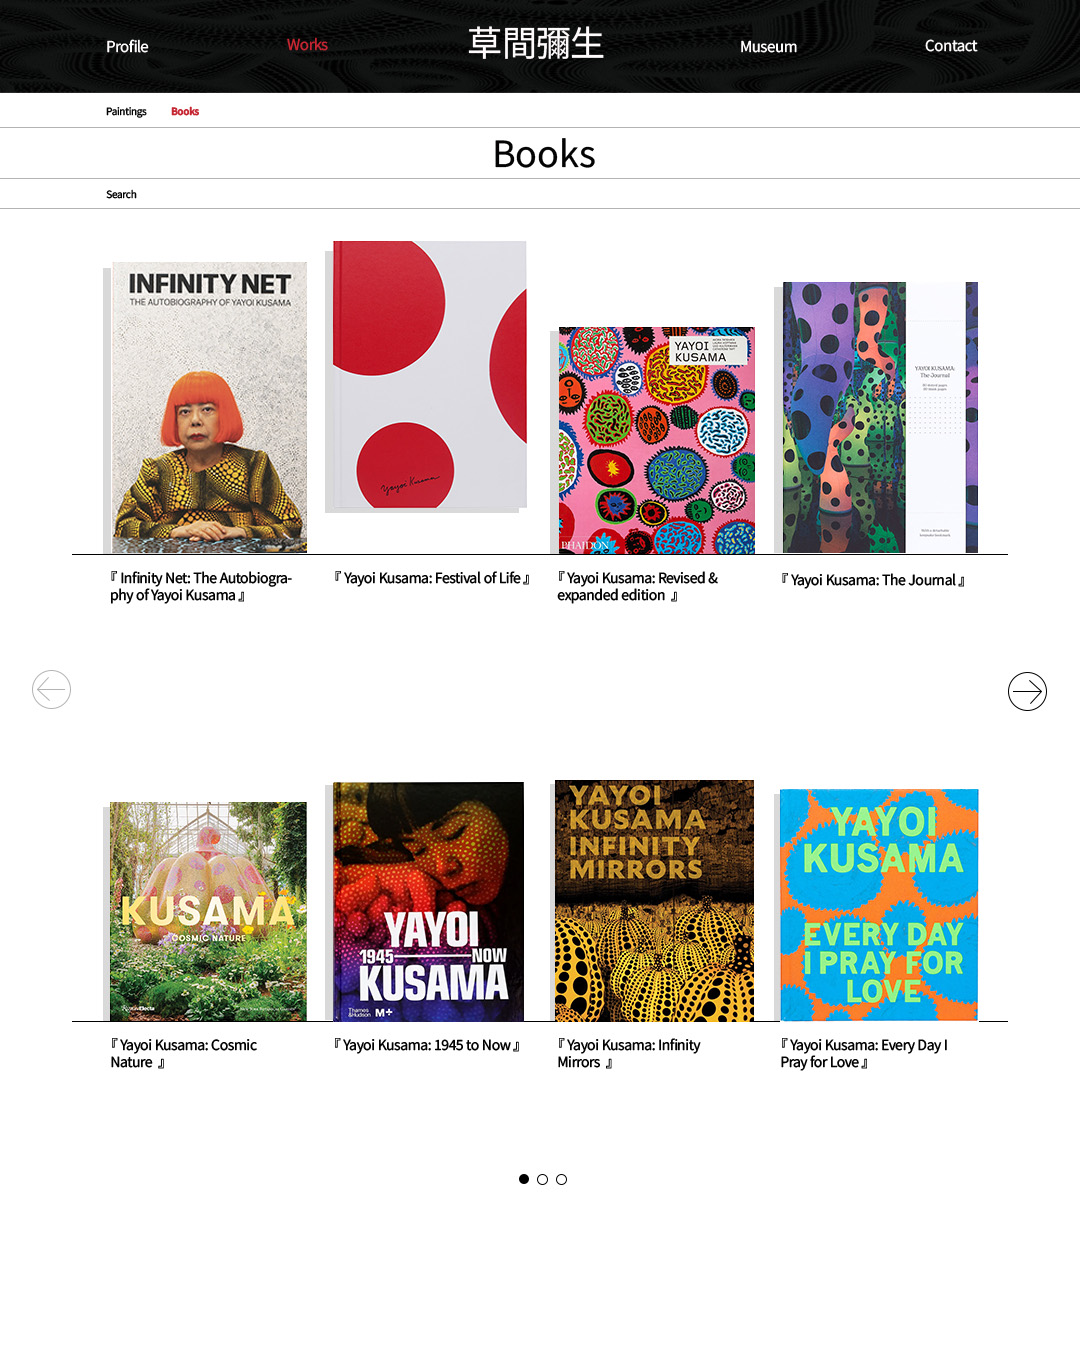 Profile
Works
草間彌生
Museum
Contact
Paintings
Books
Books
Search
INFINITY NET
THE AUTOBIOGRAPHY OF YAYOI KUSAMA
Yayoi Kusama
YAYOI
KUSAMA
PHAIDON
YAYOI KUSAMA:
The Journal
『 Infinity Net: The Autobiogra-
phy of Yayoi Kusama 』
『 Yayoi Kusama: Festival of Life 』
『 Yayoi Kusama: Revised &
expanded edition 』
『 Yayoi Kusama: The Journal 』
KUSAMA
COSMIC NATURE
YAYOI
1945 NOW
KUSAMA
Thames
&Hudson
M+
YAYOI
KUSAMA
INFINITY
MIRRORS
YAYOI
KUSAMA
EVERY DAY
I PRAY FOR
LOVE
『 Yayoi Kusama: Cosmic
Nature 』
『 Yayoi Kusama: 1945 to Now 』
『 Yayoi Kusama: Infinity
Mirrors 』
『 Yayoi Kusama: Every Day I
Pray for Love 』